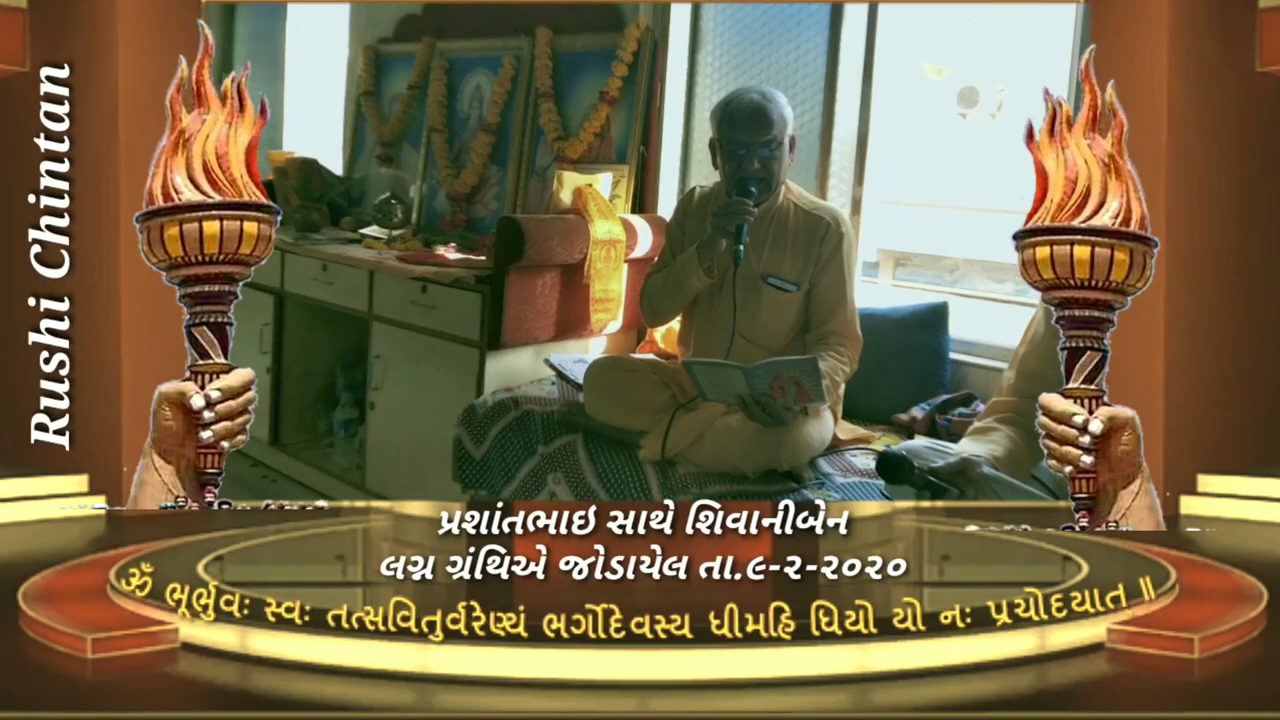 Rushi Chintan
પ્રશાંતભાઇ સાથે શિવાનીબેન
લગ્ન ગ્રંથિએ જોડાયેલ તા.૯-૨-૨૦૨૦
ૐ ભૂર્ભુવઃ સ્વઃ તત્સવિતુર્વરેણ્યં ભર્ગોદેવસ્ય ધીમહિ ધિયો યો નઃ પ્રચોદયાત્ ॥